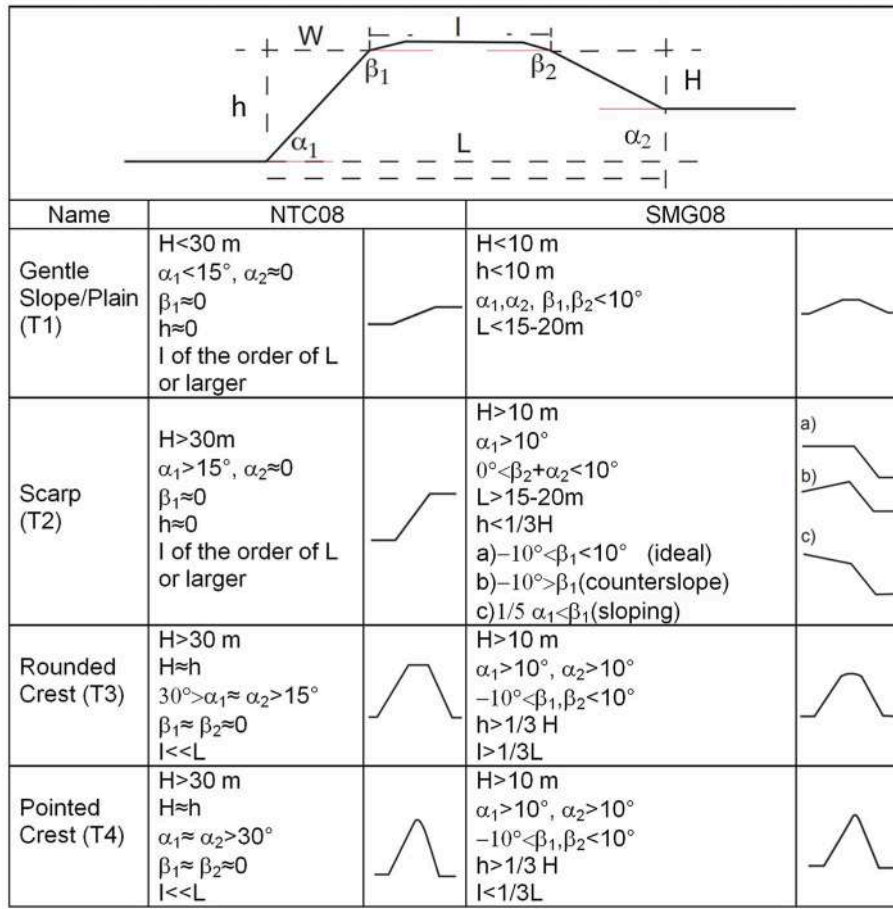 W
l
β₁
β₂
h
H
α₁
α₂
L
Name
NTC08
SMG08
Gentle
Slope/Plain
(T1)
H<30 m
α₁<15°, α₂≈0
β₁≈0
h≈0
l of the order of L
or larger
H<10 m
h<10 m
α₁,α₂, β₁,β₂<10°
L<15-20m
Scarp
(T2)
H>30m
α₁>15°, α₂≈0
β₁≈0
h≈0
l of the order of L
or larger
H>10 m
α₁>10°
0°<β₂+α₂<10°
L>15-20m
h<1/3H
a)−10°<β₁<10° (ideal)
b)−10°>β₁(counterslope)
c)1/5 α₁<β₁(sloping)
a)
b)
c)
Rounded
Crest (T3)
H>30 m
H≈h
30°>α₁≈ α₂>15°
β₁≈ β₂≈0
l<<L
H>10 m
α₁>10°, α₂>10°
−10°<β₁,β₂<10°
h>1/3 H
l>1/3L
Pointed
Crest (T4)
H>30 m
H≈h
α₁≈ α₂>30°
β₁≈ β₂≈0
l<<L
H>10 m
α₁>10°, α₂>10°
−10°<β₁,β₂<10°
h>1/3 H
l<1/3L